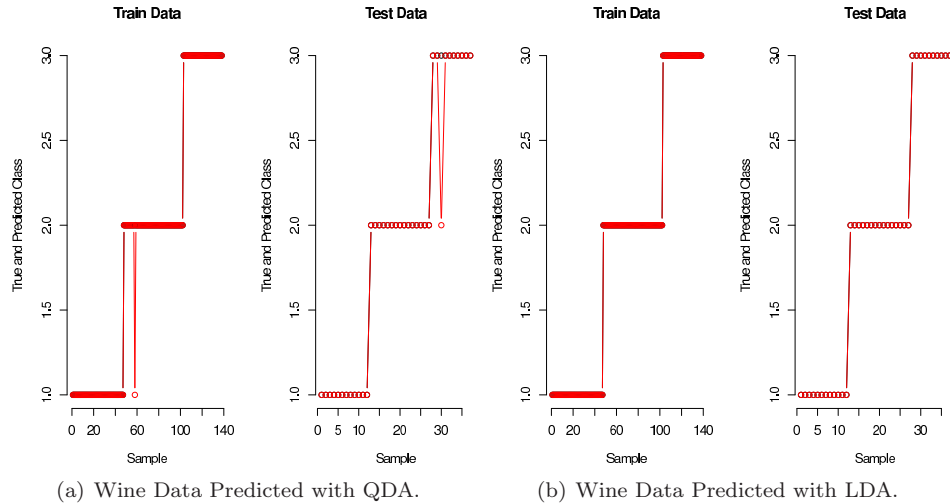 Train Data
Test Data
Train Data
Test Data
True and Predicted Class
1.0 1.5 2.0 2.5 3.0
0 20 60 100 140
Sample
True and Predicted Class
1.0 1.5 2.0 2.5 3.0
0 5 10 20 30
Sample
True and Predicted Class
1.0 1.5 2.0 2.5 3.0
0 20 60 100 140
Sample
True and Predicted Class
1.0 1.5 2.0 2.5 3.0
0 5 10 20 30
Sample
(a) Wine Data Predicted with QDA.
(b) Wine Data Predicted with LDA.